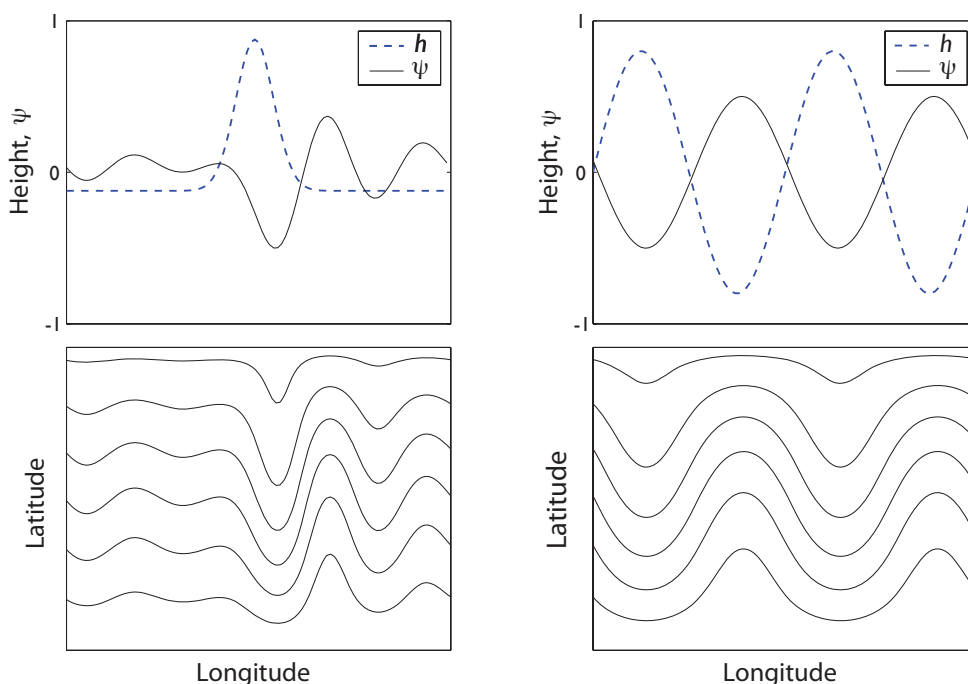 1
0
-1
Height, ψ
h
ψ
1
0
-1
Height, ψ
h
ψ
Latitude
Longitude
Latitude
Longitude